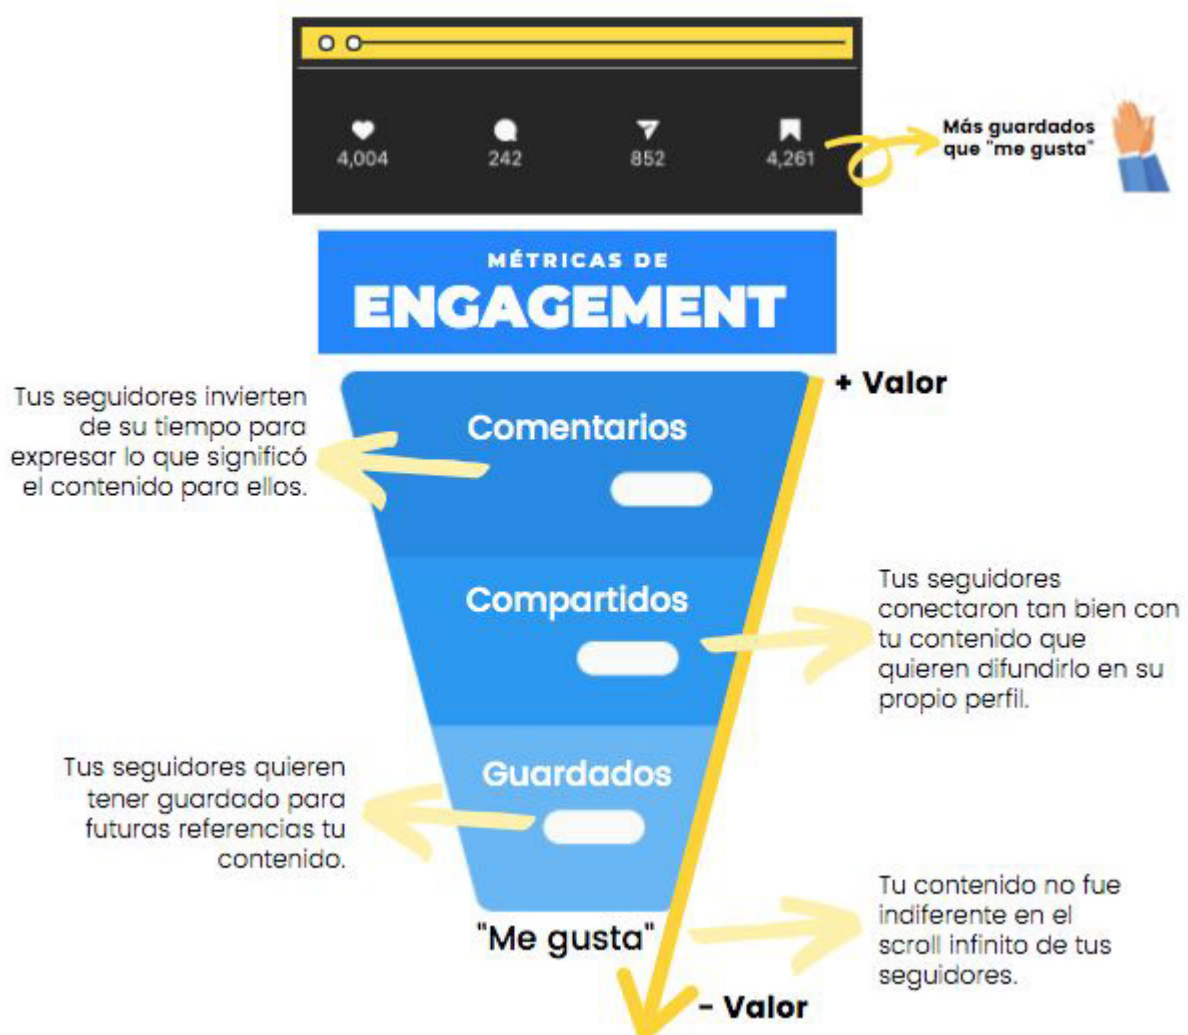 4,004
242
852
4,261
Más guardados
que "me gusta"
MÉTRICAS DE
ENGAGEMENT
+ Valor
Comentarios
Tus seguidores invierten
de su tiempo para
expresar lo que significó
el contenido para ellos.
Compartidos
Tus seguidores
conectaron tan bien con
tu contenido que
quieren difundirlo en su
propio perfil.
Guardados
Tus seguidores quieren
tener guardado para
futuras referencias tu
contenido.
"Me gusta"
Tu contenido no fue
indiferente en el
scroll infinito de tus
seguidores.
- Valor